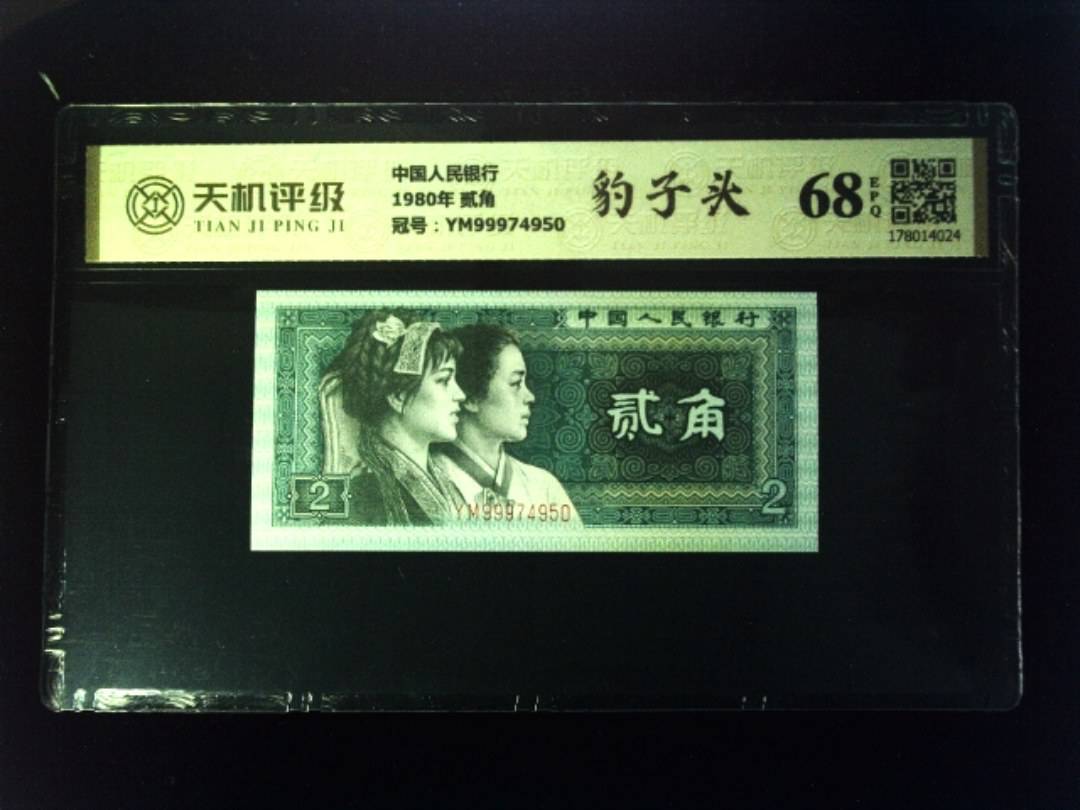 天机评级
TIAN JI PING JI
中国人民银行
1980年 贰角
冠号：YM99974950
豹子头
68
EPQ
178014024
中国人民银行
贰角
2
2
YM99974950